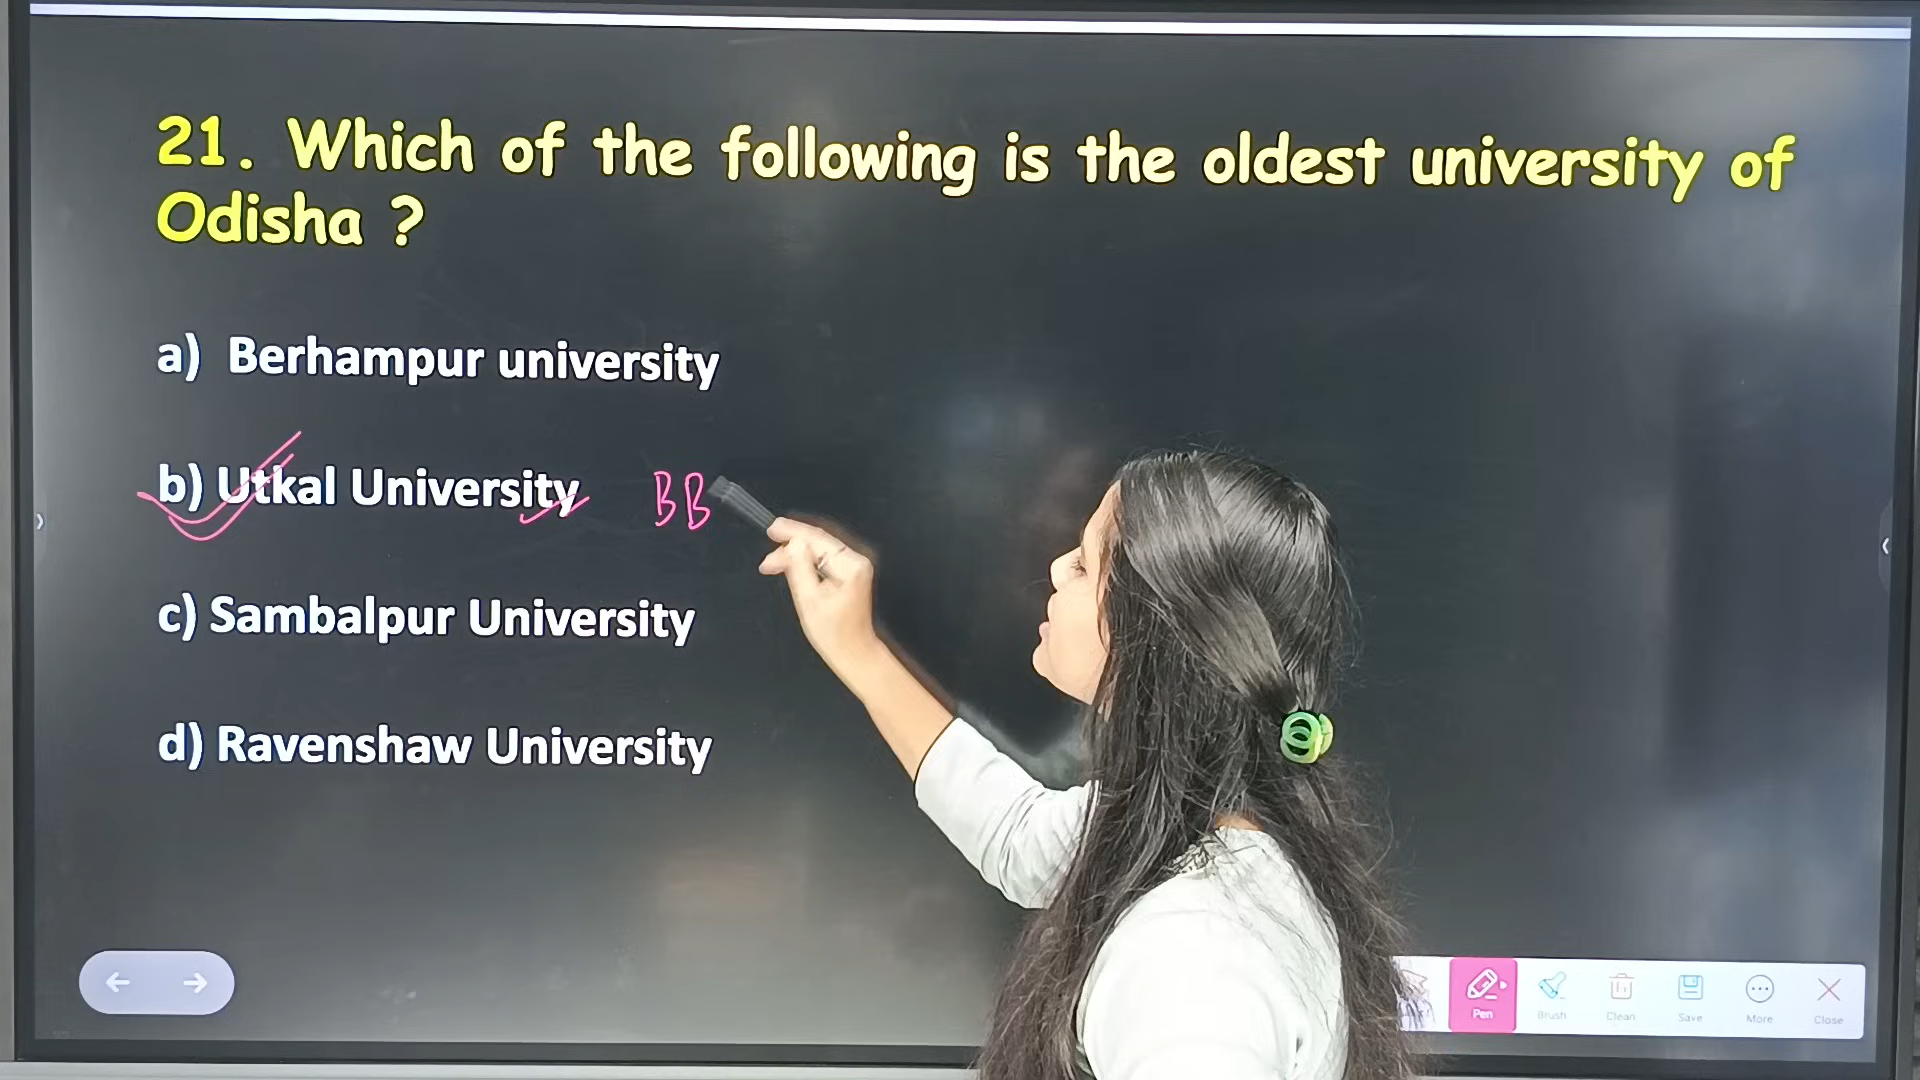 21. Which of the following is the oldest university of
Odisha ?
a) Berhampur university
b) Utkal University BB
c) Sambalpur University
d) Ravenshaw University
Pen Brush Clean Save More Close